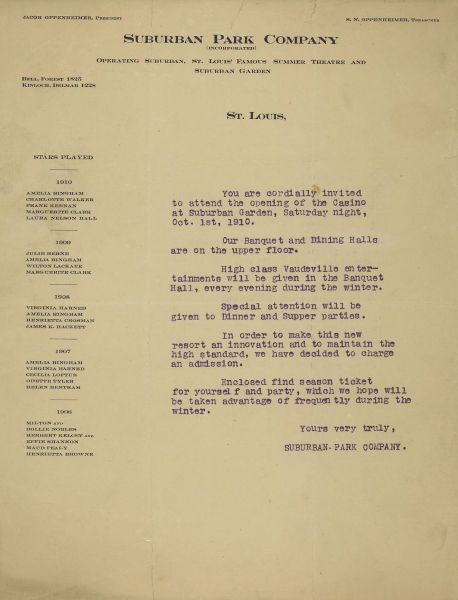 JACOB OPPENHEIMER, PRESIDENT
S. N. OPPENHEIMER, TREASURER
SUBURBAN PARK COMPANY
(INCORPORATED)
OPERATING SUBURBAN, ST. LOUIS' FAMOUS SUMMER THEATRE AND
SUBURBAN GARDEN
BELL, FOREST 1825
KINLOCH, DELMAR 1228
ST. LOUIS,
STARS PLAYED
1910
AMELIA BINGHAM
CHARLOTTE WALKER
FRANK KEENAN
MARGUERITE CLARK
LAURA NELSON HALL
1909
JULIE HERNE
AMELIA BINGHAM
WILTON LACKAYE
MARGUERITE CLARK
1908
VIRGINIA HARNED
AMELIA BINGHAM
HENRIETTA CROSMAN
JAMES K. HACKETT
1907
AMELIA BINGHAM
VIRGINIA HARNED
CECILIA LOFTUS
ODETTE TYLER
HELEN BERTRAM
1906
MILTON AND
DOLLIE NOBLES
HERBERT KELCEY AND
EFFIE SHANNON
MAUD FEALY
HENRIETTA BROWNE
You are cordially invited
to attend the opening of the Casino
at Suburban Garden, Saturday night,
Oct. 1st, 1910.
Our Banquet and Dining Halls
are on the upper floor.
High class Vaudeville enter-
tainments will be given in the Banquet
Hall, every evening during the winter.
Special attention will be
given to Dinner and Supper parties.
In order to make this new
resort an innovation and to maintain the
high standard, we have decided to charge
an admission.
Enclosed find season ticket
for yourself and party, which we hope will
be taken advantage of frequently during the
winter.
Yours very truly,
SUBURBAN PARK COMPANY.